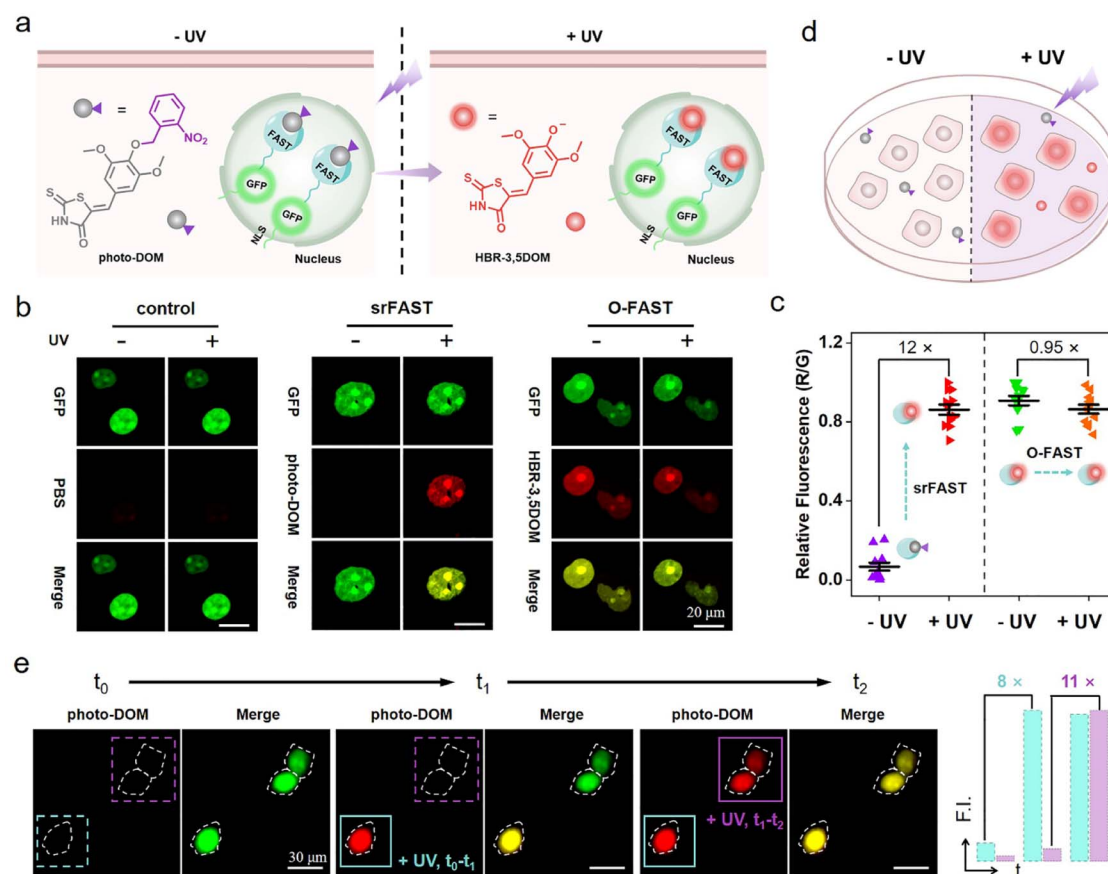 a
- UV
+ UV
=
NO₂
O
O
O
S
S
HN
O
photo-DOM
FAST
FAST
GFP
GFP
NLS
Nucleus
=
O⁻
O
O
S
S
HN
O
HBR-3,5DOM
FAST
FAST
GFP
GFP
NLS
Nucleus
d
- UV
+ UV
b
control
srFAST
O-FAST
UV
-
+
-
+
-
+
GFP
PBS
Merge
GFP
photo-DOM
Merge
GFP
HBR-3,5DOM
Merge
20 μm
c
Relative Fluorescence (R/G)
1.2
0.8
0.4
0.0
12 ×
0.95 ×
srFAST
O-FAST
- UV
+ UV
- UV
+ UV
e
t₀
t₁
t₂
photo-DOM
Merge
photo-DOM
Merge
photo-DOM
Merge
30 μm
+ UV, t₀-t₁
+ UV, t₁-t₂
8 ×
11 ×
F.I.
t